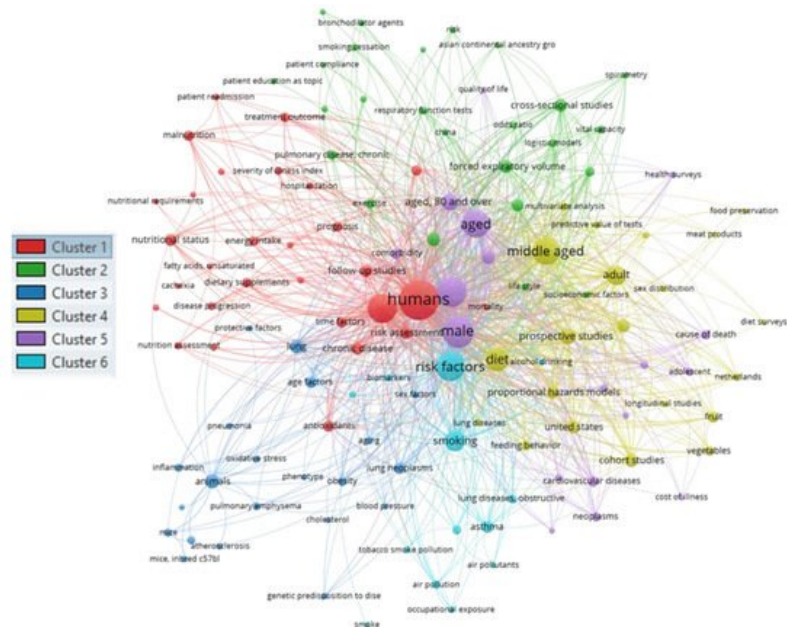 bronchodilator agents
risk
smoking cessation
asian continental ancestry gro
patient compliance
spirometry
patient education as topic
quality of life
patient readmission
cross-sectional studies
treatment outcome
respiratory function tests
odds ratio
vital capacity
malnutrition
china
logistic models
pulmonary disease, chronic
forced expiratory volume
severity of illness index
health surveys
hospitalization
nutritional requirements
exercise
aged, 80 and over
multivariate analysis
food preservation
prognosis
aged
predictive value of tests
meat products
Cluster 1
nutritional status
energy intake
middle aged
Cluster 2
comorbidity
fatty acids, unsaturated
follow-up studies
adult
Cluster 3
cachexia
dietary supplements
humans
lifestyle
socioeconomic factors
sex distribution
Cluster 4
disease progression
mortality
time factors
diet surveys
Cluster 5
protective factors
risk assessment
male
prospective studies
cause of death
Cluster 6
nutrition assessment
lung
chronic disease
risk factors
diet
alcohol drinking
adolescent
age factors
biomarkers
netherlands
sex factors
proportional hazards models
longitudinal studies
pneumonia
antioxidants
lung diseases
united states
fruit
aging
smoking
feeding behavior
oxidative stress
vegetables
inflammation
phenotype
lung neoplasms
cohort studies
animals
obesity
cardiovascular diseases
pulmonary emphysema
blood pressure
lung diseases, obstructive
cost of illness
cholesterol
neoplasms
mice
asthma
atherosclerosis
mice, inbred c57bl
tobacco smoke pollution
air pollutants
air pollution
genetic predisposition to dise
occupational exposure
smoke